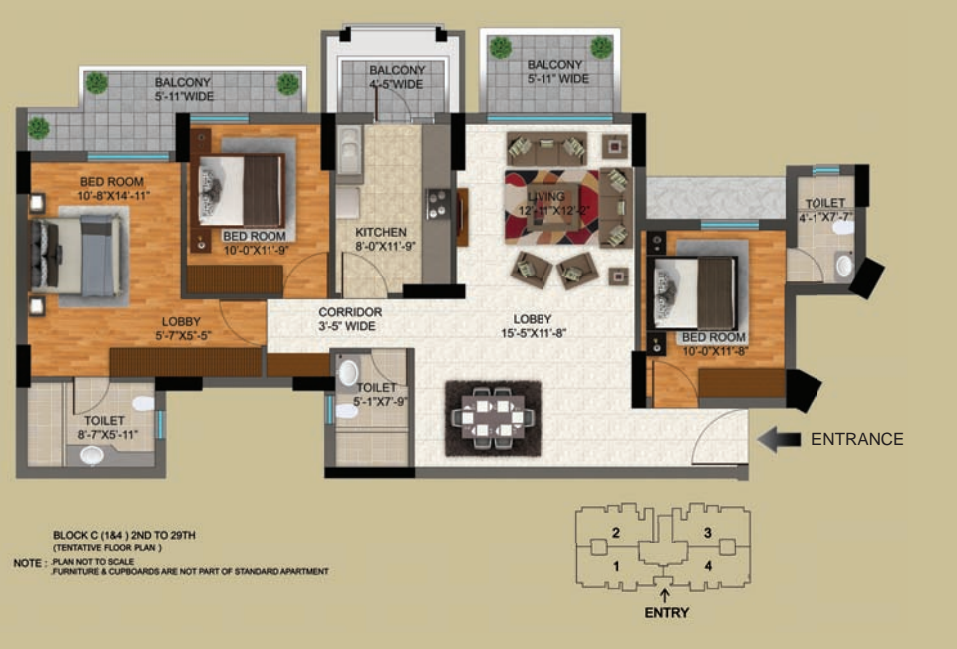 BALCONY
5'-11"WIDE
BALCONY
4'-5"WIDE
BALCONY
5'-11" WIDE
BED ROOM
10'-8"X14'-11"
BED ROOM
10'-0"X11'-9"
KITCHEN
8'-0"X11'-9"
LIVING
12'-11"X12'-2"
TOILET
4'-1"X7'-7"
LOBBY
5'-7"X5'-5"
CORRIDOR
3'-5" WIDE
LOBBY
15'-5"X11'-8"
BED ROOM
10'-0"X11'-8"
TOILET
8'-7"X5'-11"
TOILET
5'-1"X7'-9"
ENTRANCE
BLOCK C (1&4 ) 2ND TO 29TH
(TENTATIVE FLOOR PLAN )
NOTE : .PLAN NOT TO SCALE
.FURNITURE & CUPBOARDS ARE NOT PART OF STANDARD APARTMENT
2 3
1 4
ENTRY